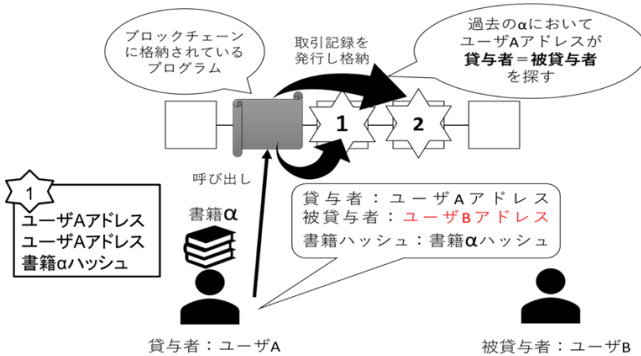 ブロックチェーン
に格納されている
プログラム
取引記録を
発行し格納
過去のαにおいて
ユーザAアドレスが
貸与者=被貸与者
を探す
1
2
呼び出し
1
ユーザAアドレス
ユーザAアドレス
書籍αハッシュ
書籍α
貸与者:ユーザAアドレス
被貸与者:ユーザBアドレス
書籍ハッシュ:書籍αハッシュ
貸与者:ユーザA
被貸与者:ユーザB